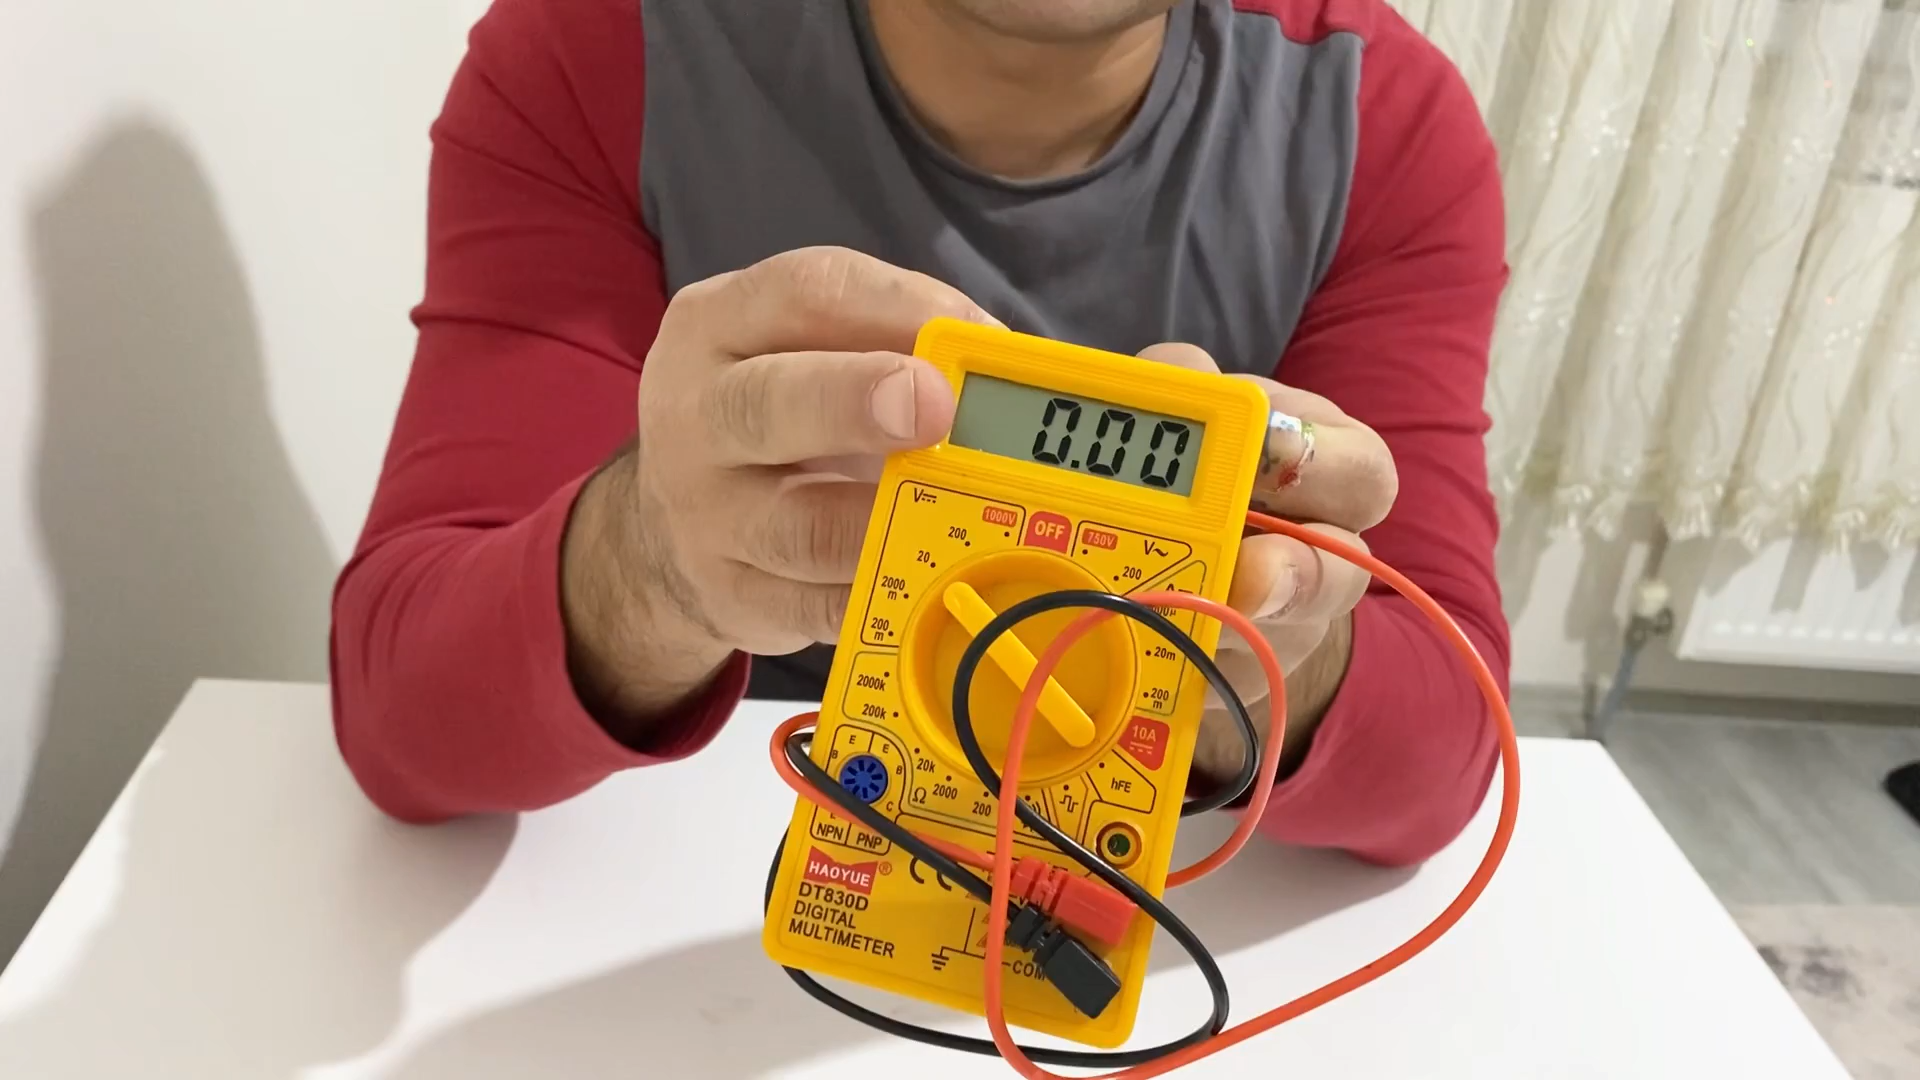 0.00
V
1000V
OFF
750V
V~
200
200
20
2000
m
200
m
20m
200
m
2000k
200k
10A
hFE
20k
2000
200
Ω
E
E
B
B
C
NPN
PNP
HAOYUE®
DT830D
DIGITAL
MULTIMETER
CE
COM